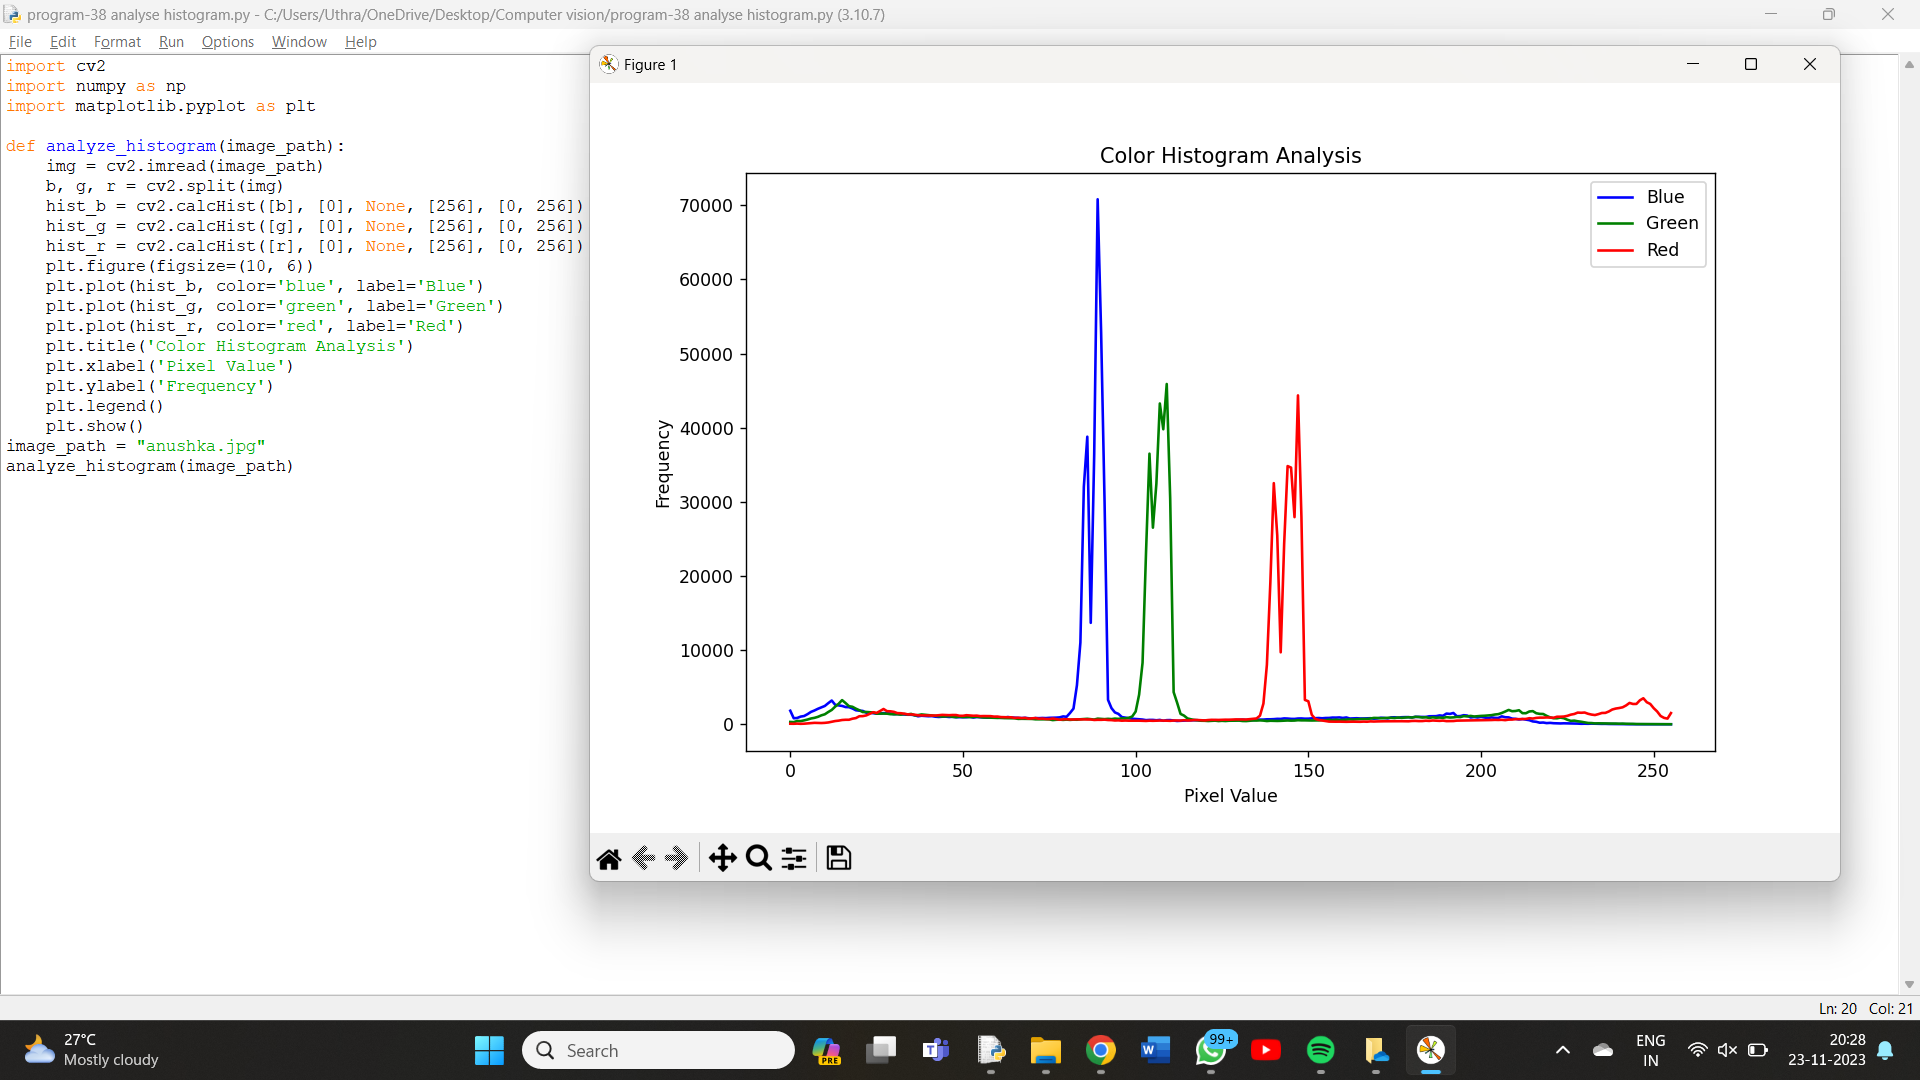 program-38 analyse histogram.py - C:/Users/Uthra/OneDrive/Desktop/Computer vision/program-38 analyse histogram.py (3.10.7)
File Edit Format Run Options Window Help
import cv2
import numpy as np
import matplotlib.pyplot as plt
def analyze_histogram(image_path):
    img = cv2.imread(image_path)
    b, g, r = cv2.split(img)
    hist_b = cv2.calcHist([b], [0], None, [256], [0, 256])
    hist_g = cv2.calcHist([g], [0], None, [256], [0, 256])
    hist_r = cv2.calcHist([r], [0], None, [256], [0, 256])
    plt.figure(figsize=(10, 6))
    plt.plot(hist_b, color='blue', label='Blue')
    plt.plot(hist_g, color='green', label='Green')
    plt.plot(hist_r, color='red', label='Red')
    plt.title('Color Histogram Analysis')
    plt.xlabel('Pixel Value')
    plt.ylabel('Frequency')
    plt.legend()
    plt.show()
image_path = "anushka.jpg"
analyze_histogram(image_path)
Figure 1
Color Histogram Analysis
Blue
Green
Red
70000
60000
50000
40000
30000
20000
10000
0
Frequency
0 50 100 150 200 250
Pixel Value
Ln: 20 Col: 21
27°C
Mostly cloudy
Search
PRE
99+
ENG
IN
20:28
23-11-2023